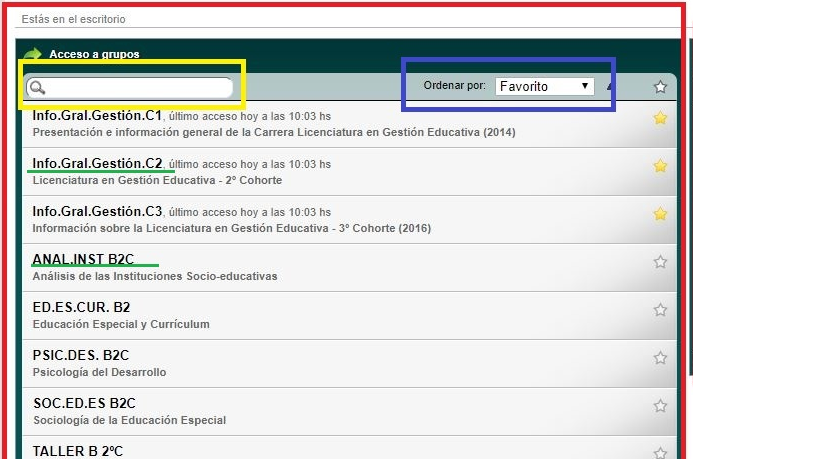 Estás en el escritorio
Acceso a grupos
Ordenar por: Favorito
Info.Gral.Gestión.C1, último acceso hoy a las 10:03 hs
Presentación e información general de la Carrera Licenciatura en Gestión Educativa (2014)
Info.Gral.Gestión.C2, último acceso hoy a las 10:03 hs
Licenciatura en Gestión Educativa - 2º Cohorte
Info.Gral.Gestión.C3, último acceso hoy a las 10:03 hs
Información sobre la Licenciatura en Gestión Educativa - 3º Cohorte (2016)
ANAL.INST B2C
Análisis de las Instituciones Socio-educativas
ED.ES.CUR. B2
Educación Especial y Currículum
PSIC.DES. B2C
Psicología del Desarrollo
SOC.ED.ES B2C
Sociología de la Educación Especial
TALLER B 2ºC